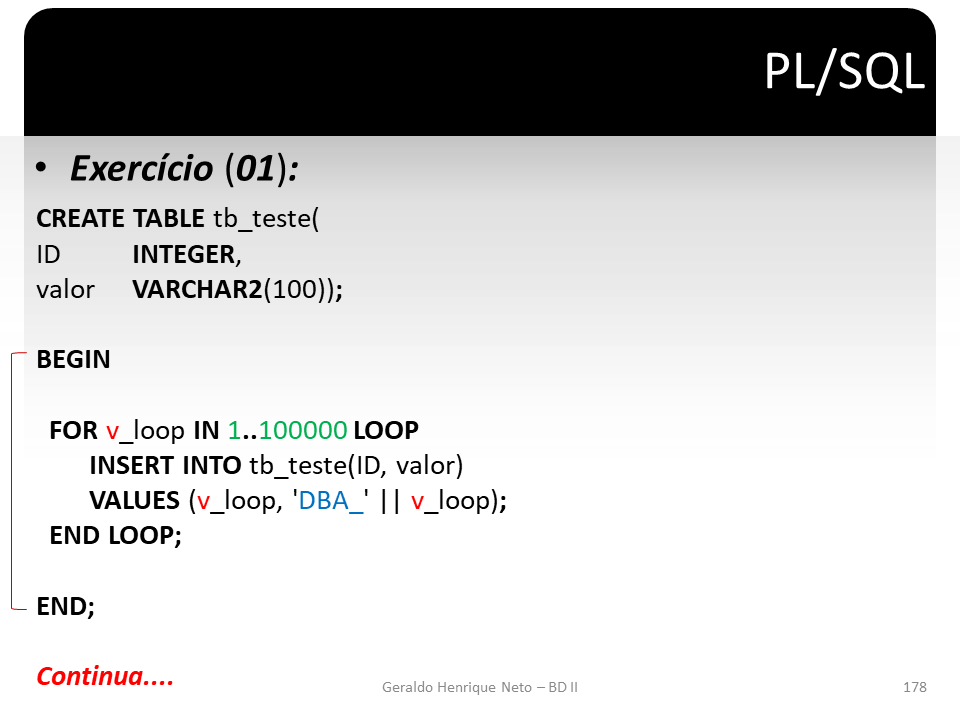 PL/SQL
• Exercício (01):
CREATE TABLE tb_teste(
ID INTEGER,
valor VARCHAR2(100));
BEGIN
FOR v_loop IN 1..100000 LOOP
INSERT INTO tb_teste(ID, valor)
VALUES (v_loop, 'DBA_' || v_loop);
END LOOP;
END;
Continua....
Geraldo Henrique Neto – BD II
178